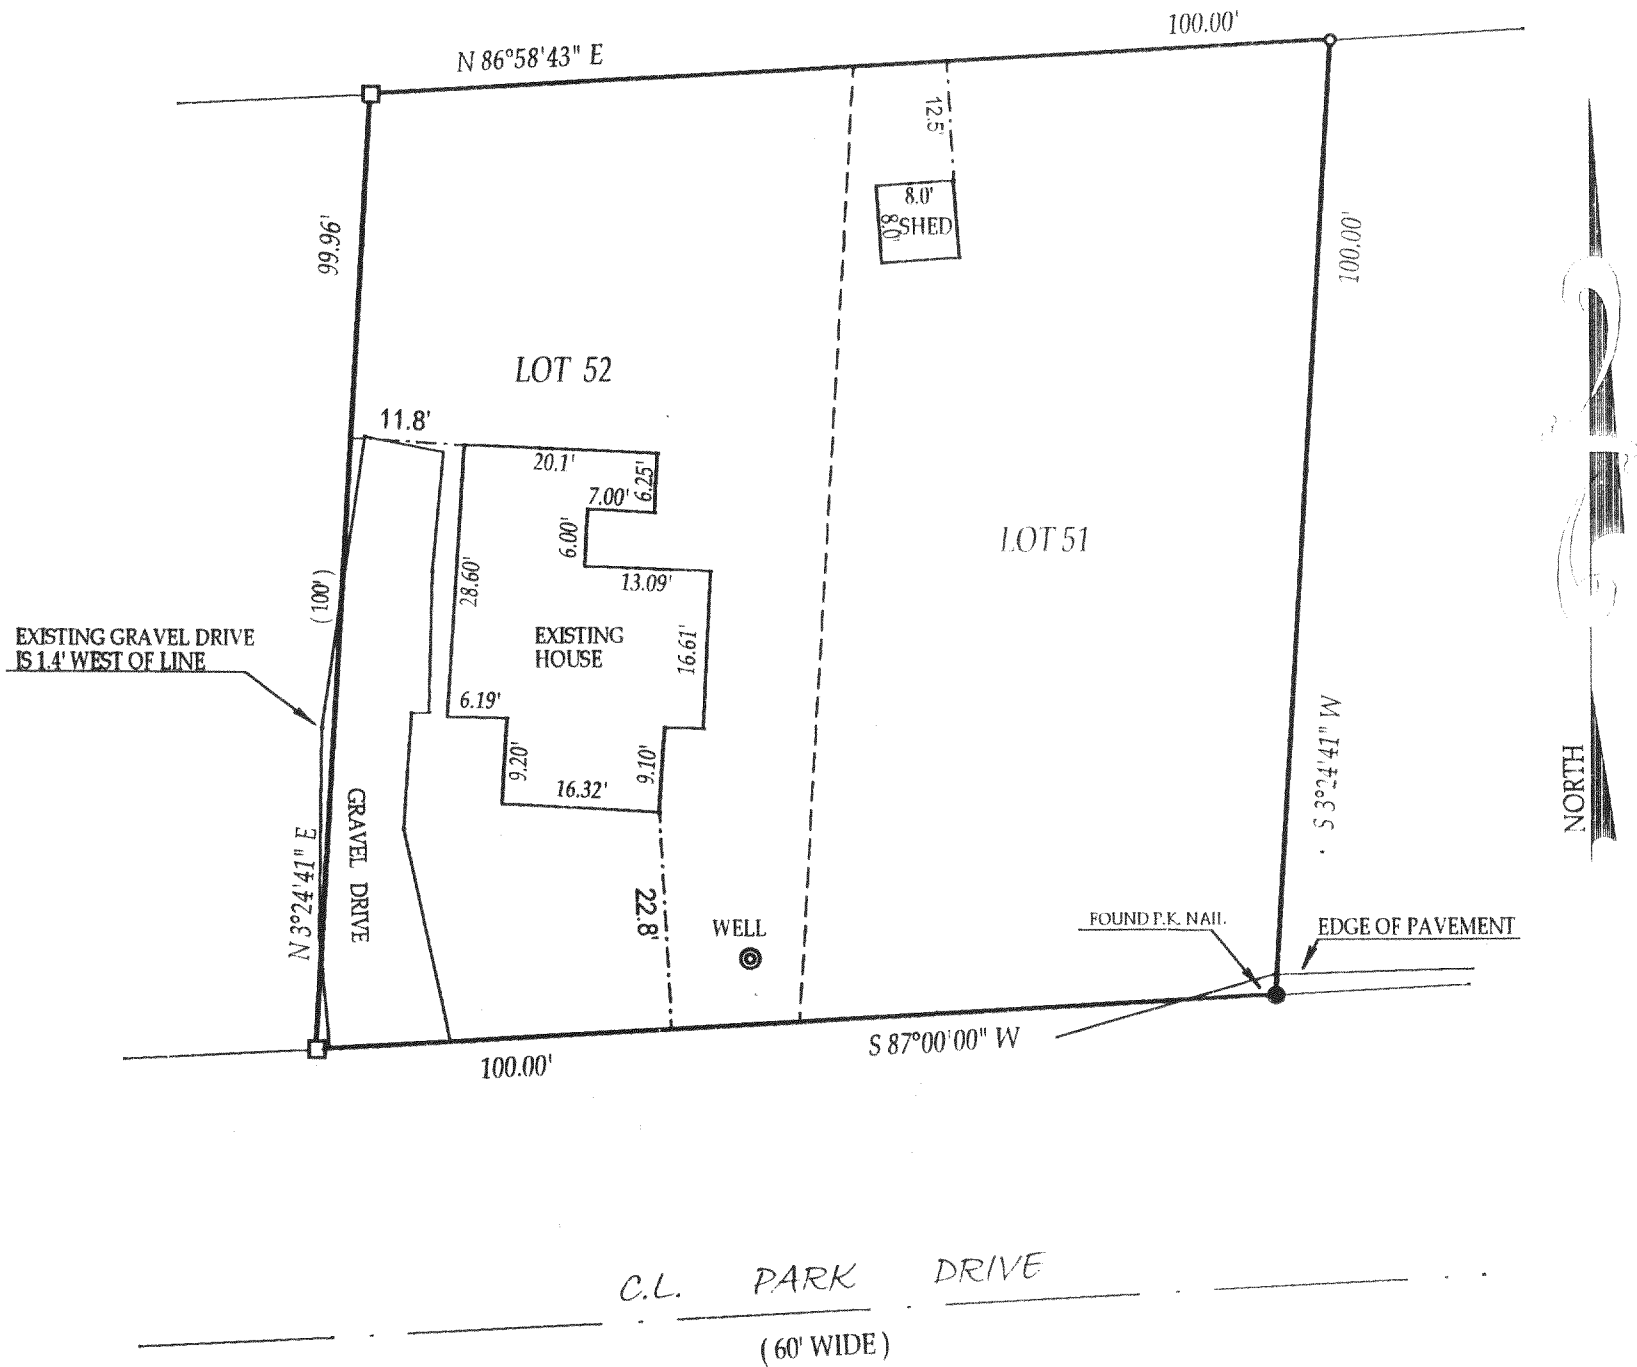 100.00'
N 86°58'43" E
12.5'
8.0'
8.0'
SHED
99.96'
100.00'
LOT 52
11.8'
20.1'
6.25'
7.00'
6.00'
LOT 51
13.09'
28.60'
(100')
EXISTING GRAVEL DRIVE
IS 1.4' WEST OF LINE
EXISTING
HOUSE
16.61'
6.19'
9.20'
9.10'
16.32'
S 3°24'41" W
NORTH
GRAVEL DRIVE
N 3°24'41" E
22.8'
WELL
FOUND P.K. NAIL
EDGE OF PAVEMENT
S 87°00'00" W
100.00'
C.L. PARK DRIVE
( 60' WIDE )